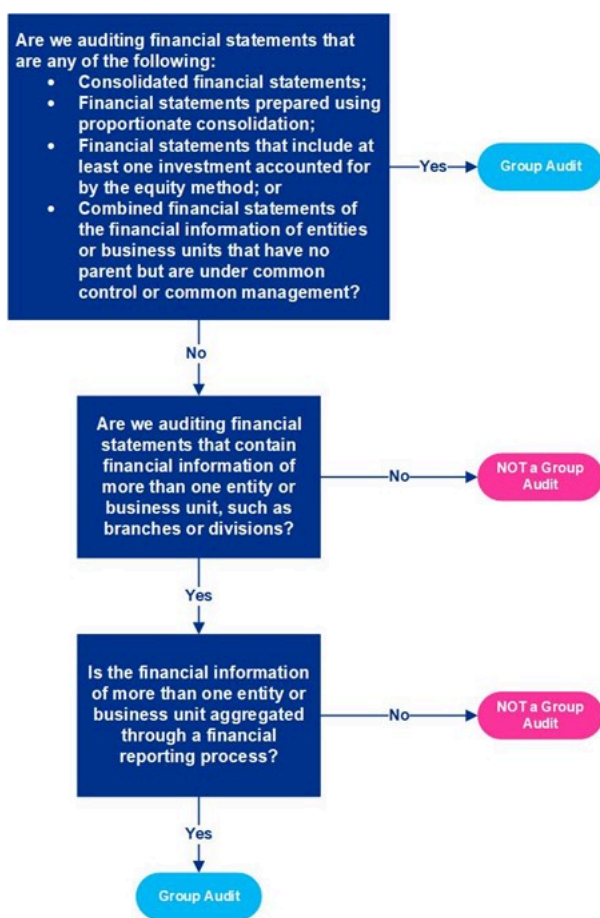 Are we auditing financial statements that
are any of the following:
• Consolidated financial statements;
• Financial statements prepared using
proportionate consolidation;
• Financial statements that include at
least one investment accounted for
by the equity method; or
• Combined financial statements of
the financial information of entities
or business units that have no
parent but are under common
control or common management?
Yes
Group Audit
No
Are we auditing financial
statements that contain
financial information of
more than one entity or
business unit, such as
branches or divisions?
No
NOT a Group
Audit
Yes
Is the financial information
of more than one entity or
business unit aggregated
through a financial
reporting process?
No
NOT a Group
Audit
Yes
Group Audit